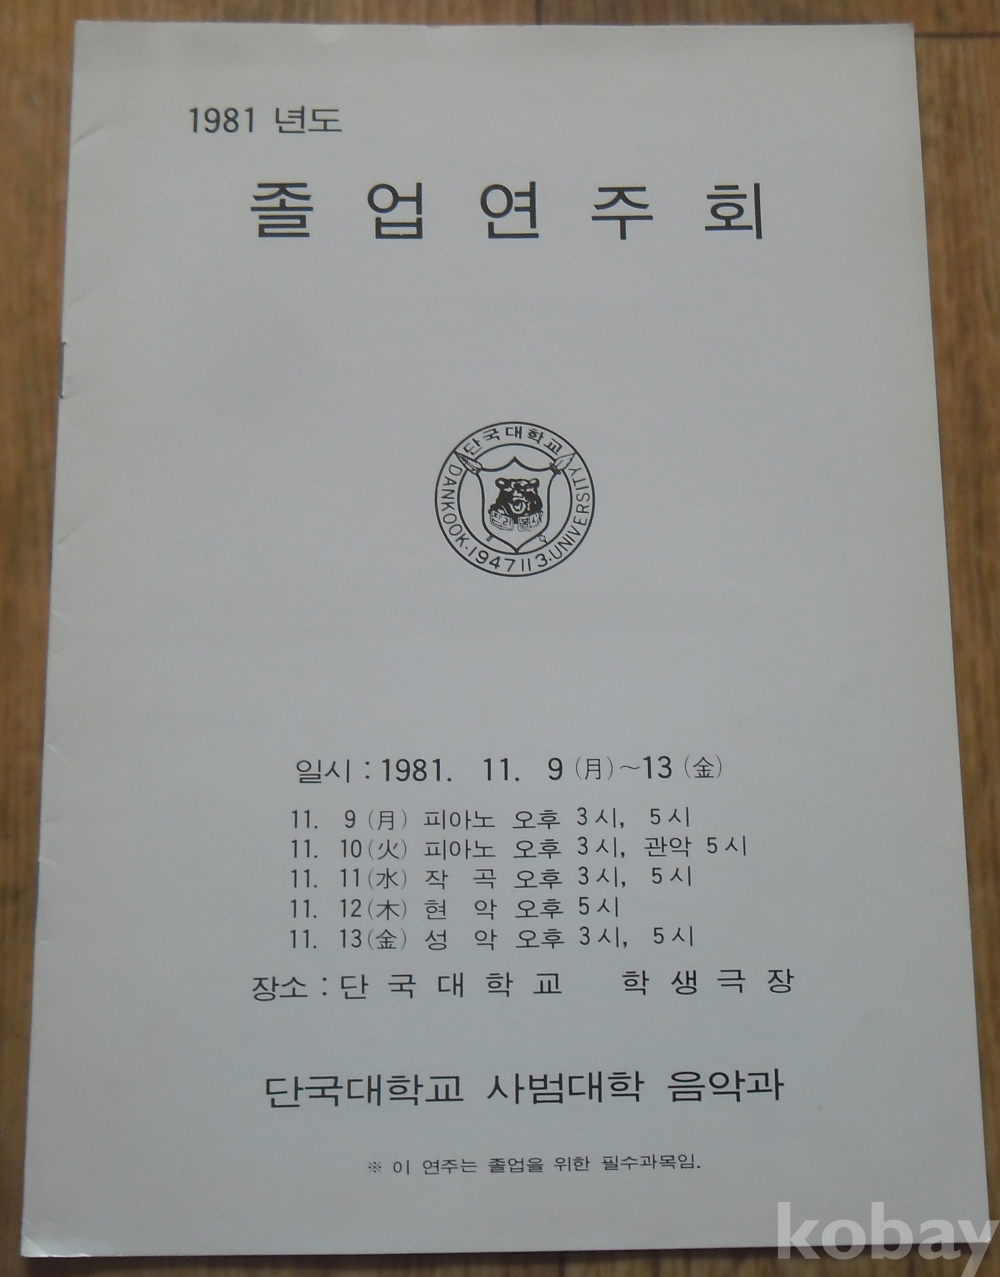 1981 년도
졸업연주회
단국대학교
DANKOOK · 1947 11 3 · UNIVERSITY
진리 봉사
일시 : 1981. 11. 9 (月) ~ 13 (金)
11. 9 (月) 피아노 오후 3시, 5시
11. 10 (火) 피아노 오후 3시, 관악 5시
11. 11 (水) 작 곡 오후 3시, 5시
11. 12 (木) 현 악 오후 5시
11. 13 (金) 성 악 오후 3시, 5시
장소 : 단국대학교 학생극장
단국대학교 사범대학 음악과
※ 이 연주는 졸업을 위한 필수과목임.
kobay